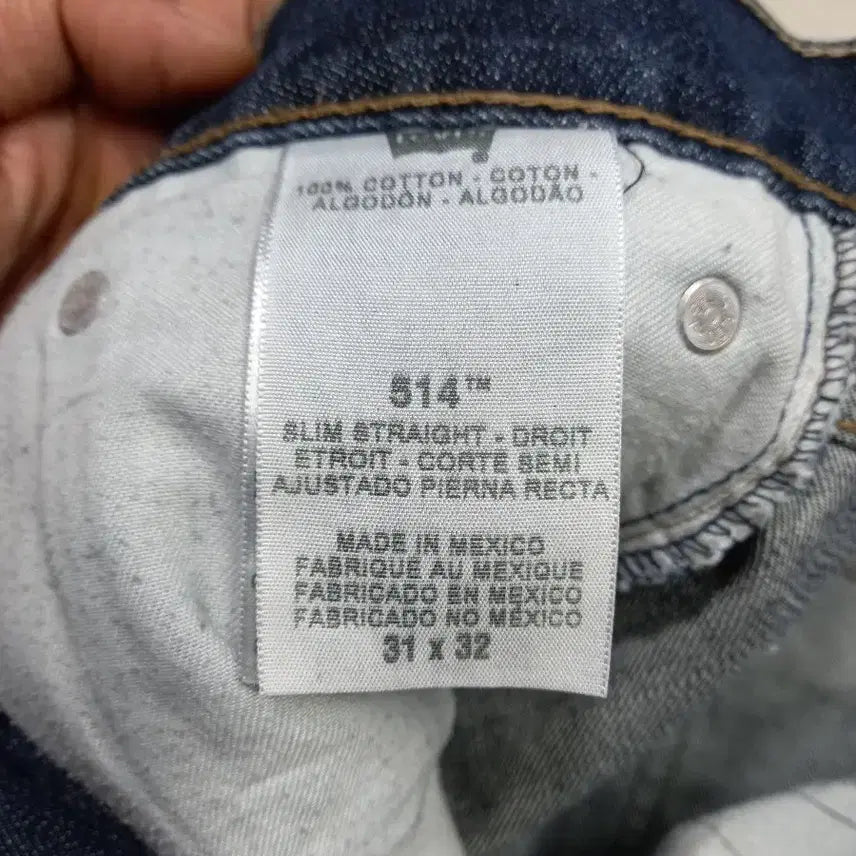 100% COTTON - COTON -
ALGODÓN - ALGODÃO
514™
SLIM STRAIGHT - DROIT
ETROIT - CORTE SEMI
AJUSTADO PIERNA RECTA
MADE IN MEXICO
FABRIQUÉ AU MEXIQUE
FABRICADO EN MEXICO
FABRICADO NO MÉXICO
31 x 32